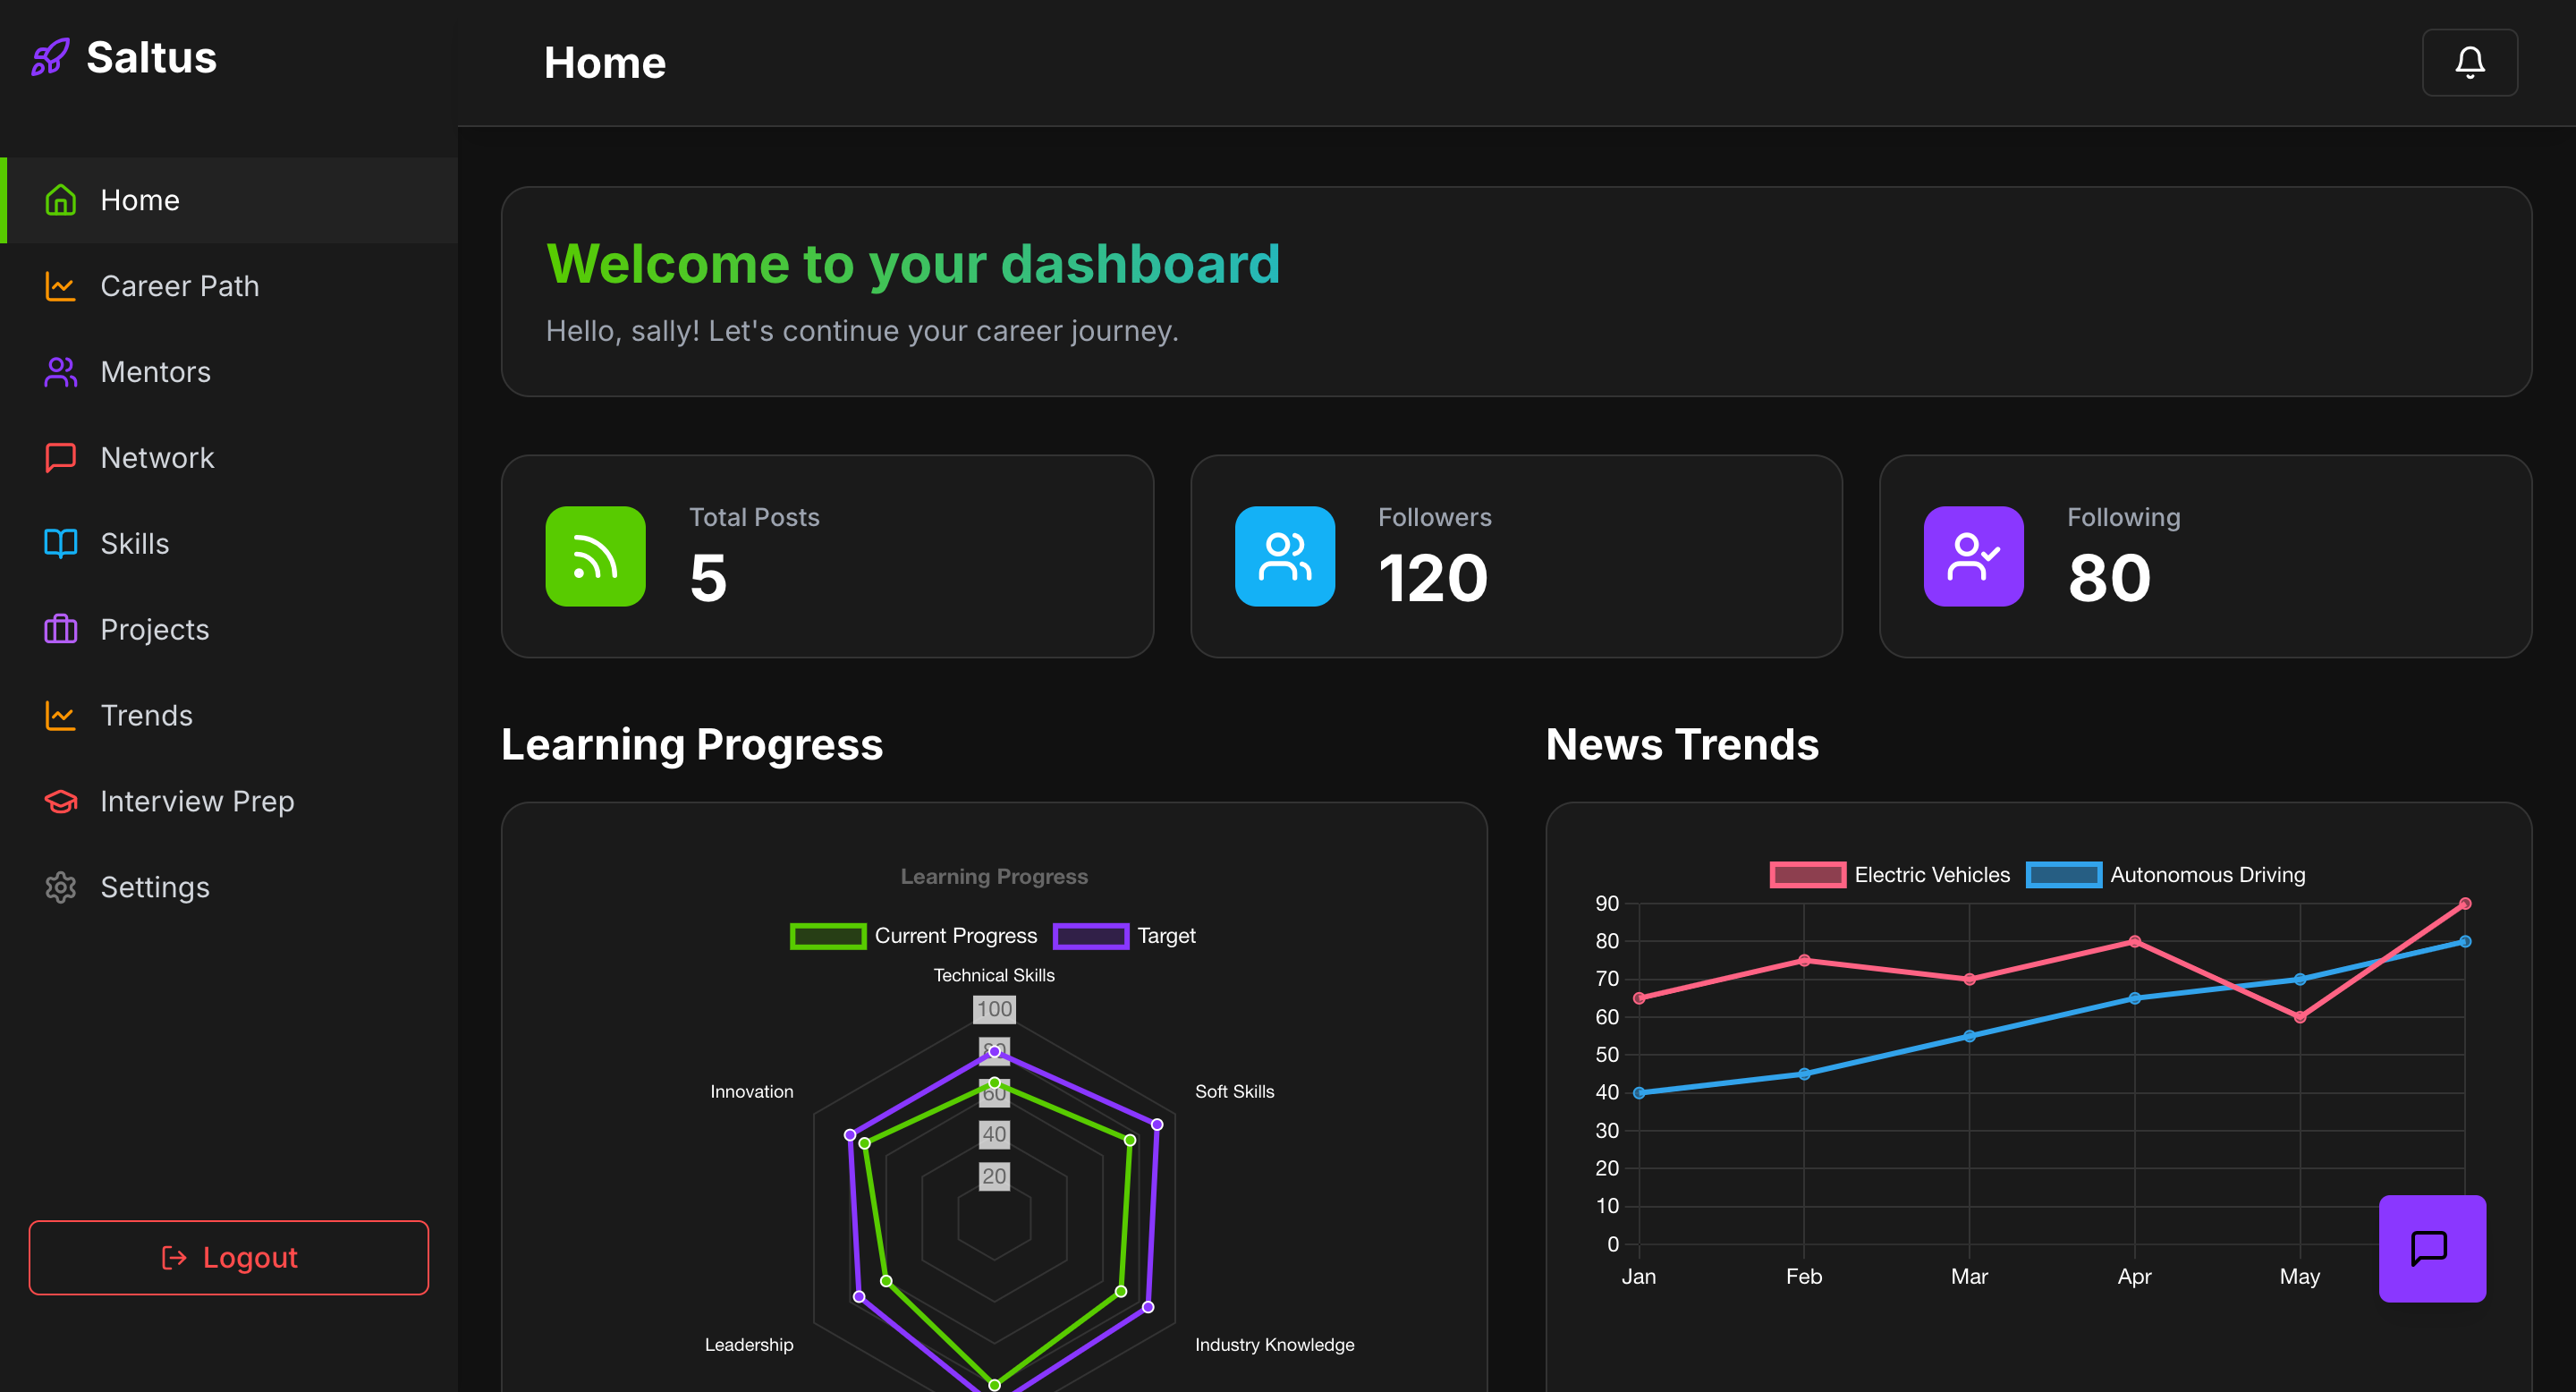 Saltus
Home
Career Path
Mentors
Network
Skills
Projects
Trends
Interview Prep
Settings
Logout
Home
Welcome to your dashboard
Hello, sally! Let's continue your career journey.
Total Posts
5
Followers
120
Following
80
Learning Progress
Learning Progress
Current Progress Target
Technical Skills
100
80
60
40
20
Innovation
Soft Skills
Leadership
Industry Knowledge
News Trends
Electric Vehicles Autonomous Driving
90
80
70
60
50
40
30
20
10
0
Jan Feb Mar Apr May